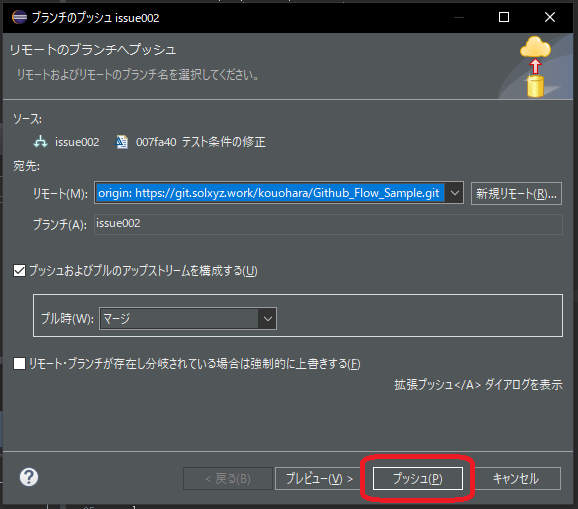 ブランチのプッシュ issue002
リモートのブランチへプッシュ
リモートおよびリモートのブランチ名を選択してください。
ソース:
issue002 007fa40 テスト条件の修正
宛先:
リモート(M): origin: https://git.solxyz.work/kouohara/Github_Flow_Sample.git 新規リモート(R)...
ブランチ(A): issue002
プッシュおよびプルのアップストリームを構成する(U)
プル時(W): マージ
リモート・ブランチが存在し分岐されている場合は強制的に上書きする(F)
拡張プッシュ</A> ダイアログを表示
< 戻る(B) プレビュー(V) > プッシュ(P) キャンセル